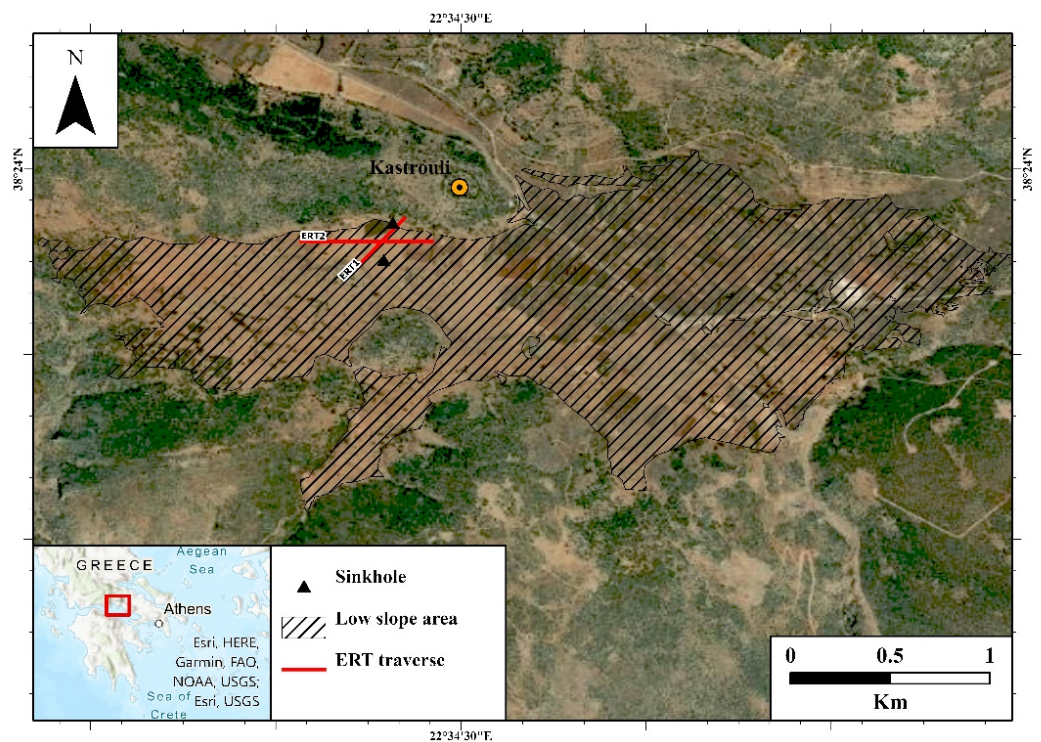 22°34'30"E
N
38°24'N
38°24'N
Kastrouli
ERT2
ERT1
GREECE
Aegean
Sea
Athens
Esri, HERE,
Garmin, FAO,
NOAA, USGS;
Esri, USGS
Sea of
Crete
Sinkhole
Low slope area
ERT traverse
0 0.5 1
Km
22°34'30"E